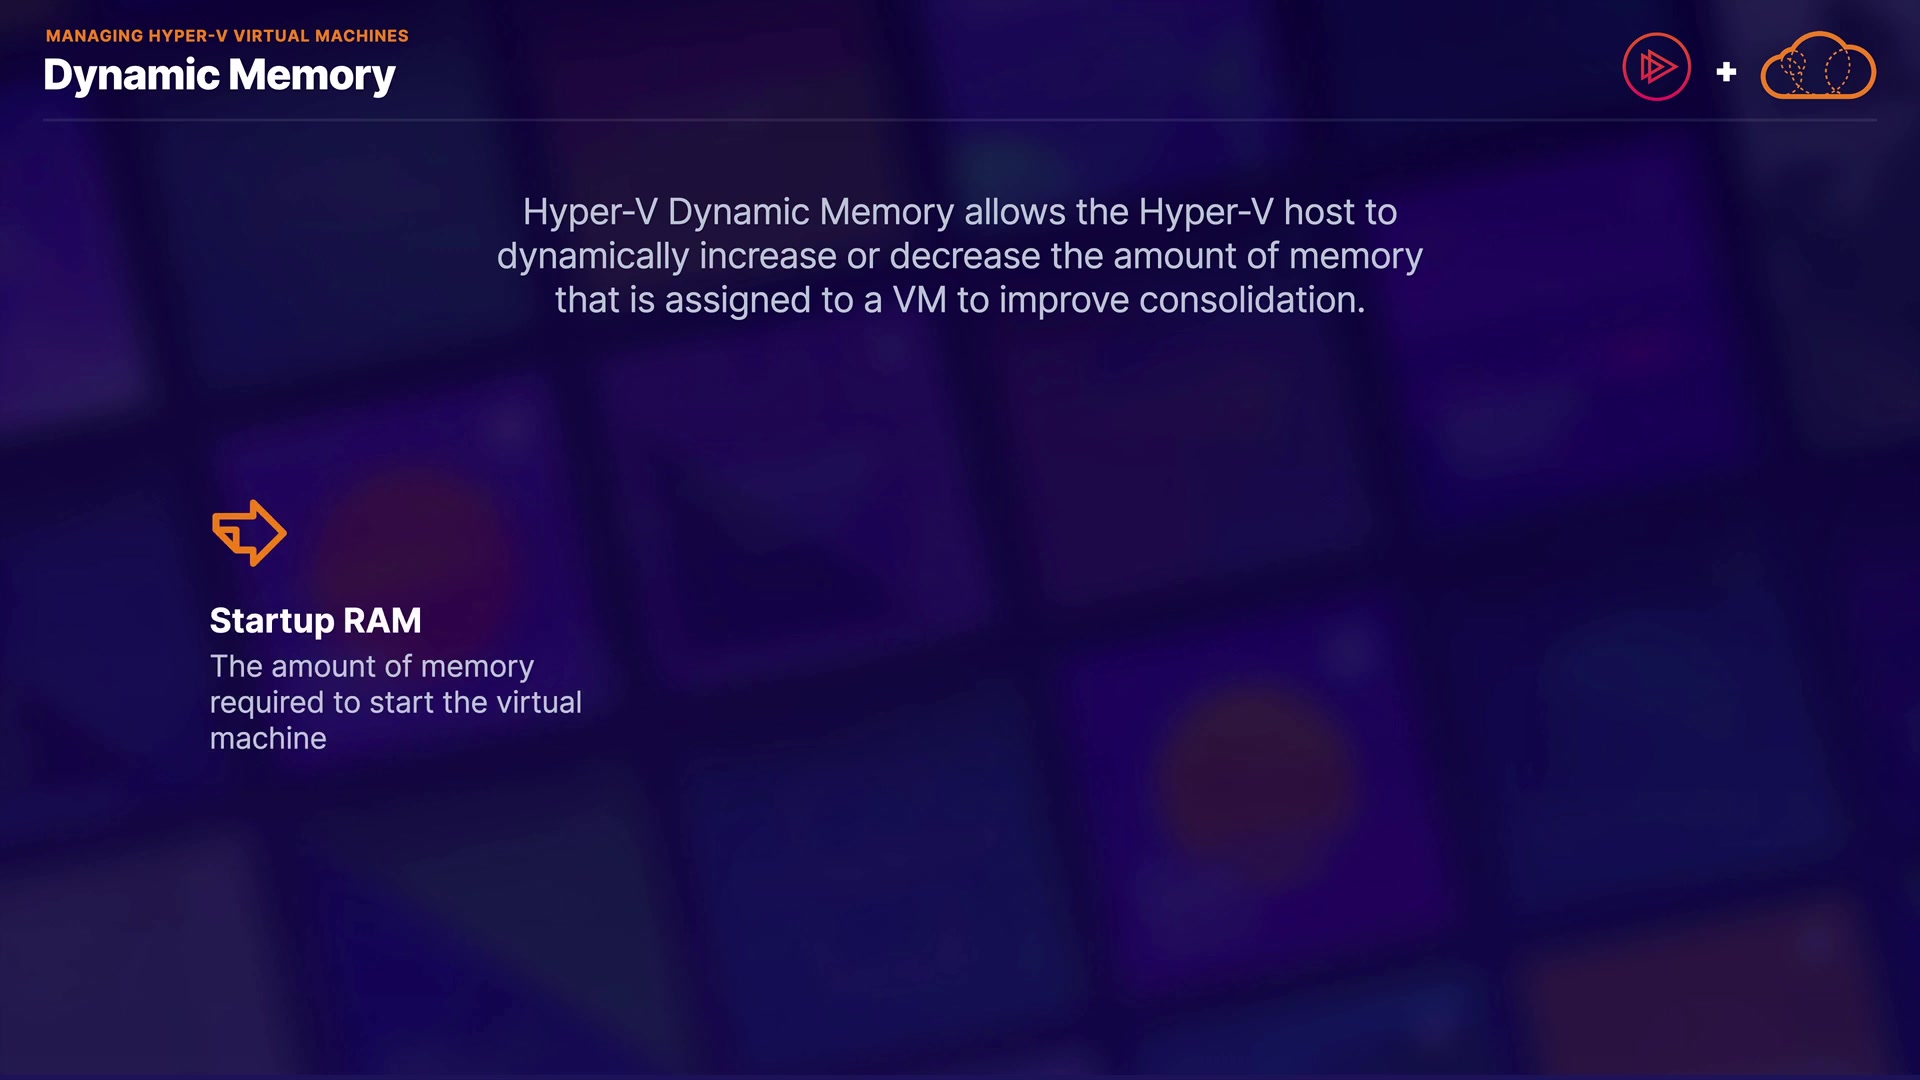 MANAGING HYPER-V VIRTUAL MACHINES
Dynamic Memory
Hyper-V Dynamic Memory allows the Hyper-V host to
dynamically increase or decrease the amount of memory
that is assigned to a VM to improve consolidation.
Startup RAM
The amount of memory
required to start the virtual
machine